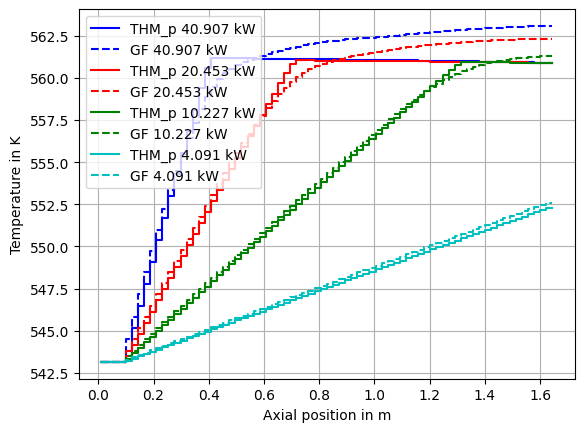 THM_p 40.907 kW
GF 40.907 kW
THM_p 20.453 kW
GF 20.453 kW
THM_p 10.227 kW
GF 10.227 kW
THM_p 4.091 kW
GF 4.091 kW
Temperature in K
562.5
560.0
557.5
555.0
552.5
550.0
547.5
545.0
542.5
0.0 0.2 0.4 0.6 0.8 1.0 1.2 1.4 1.6
Axial position in m